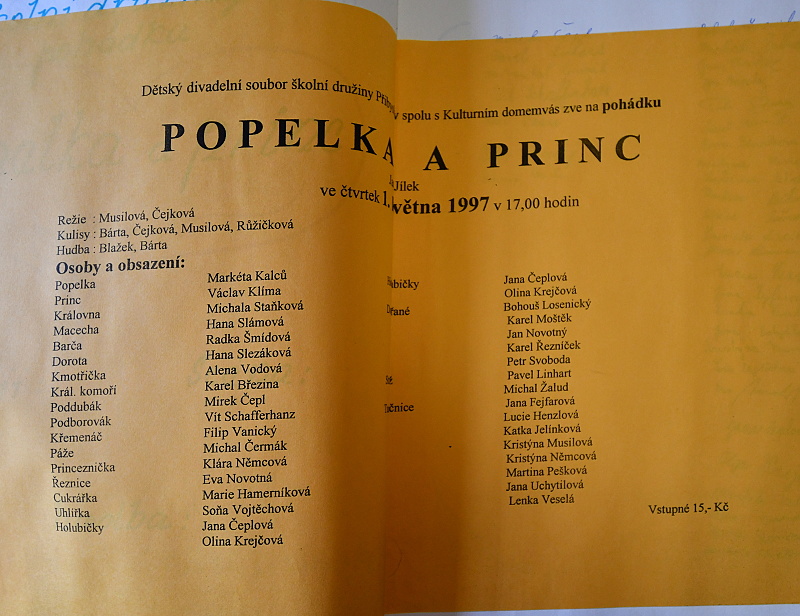 Dětský divadelní soubor školní družiny spolu s Kulturním domemvás zve na pohádku
POPELKA A PRINC
Jílek
ve čtvrtek 1. května 1997 v 17,00 hodin
Režie : Musilová, Čejková
Kulisy : Bárta, Čejková, Musilová, Růžičková
Hudba : Blažek, Bárta
Osoby a obsazení:
Popelka Markéta Kalců
Princ Václav Klíma
Královna Michala Staňková
Macecha Hana Slámová
Barča Radka Šmídová
Dorota Hana Slezáková
Kmotřička Alena Vodová
Král. komoří Karel Březina
Poddubák Mirek Čepl
Podborovák Vít Schafferhanz
Křemenáč Filip Vanický
Páže Michal Čermák
Princeznička Klára Němcová
Řeznice Eva Novotná
Cukrářka Marie Hamerníková
Uhlířka Soňa Vojtěchová
Holubičky Jana Čeplová
Olina Krejčová
Jana Čeplová
Olina Krejčová
Bohouš Losenický
Karel Moštěk
Jan Novotný
Karel Řezníček
Petr Svoboda
Pavel Linhart
Michal Žalud
Jana Fejfarová
Lucie Henzlová
Katka Jelínková
Kristýna Musilová
Kristýna Němcová
Martina Pešková
Jana Uchytilová
Lenka Veselá
Vstupné 15,- Kč